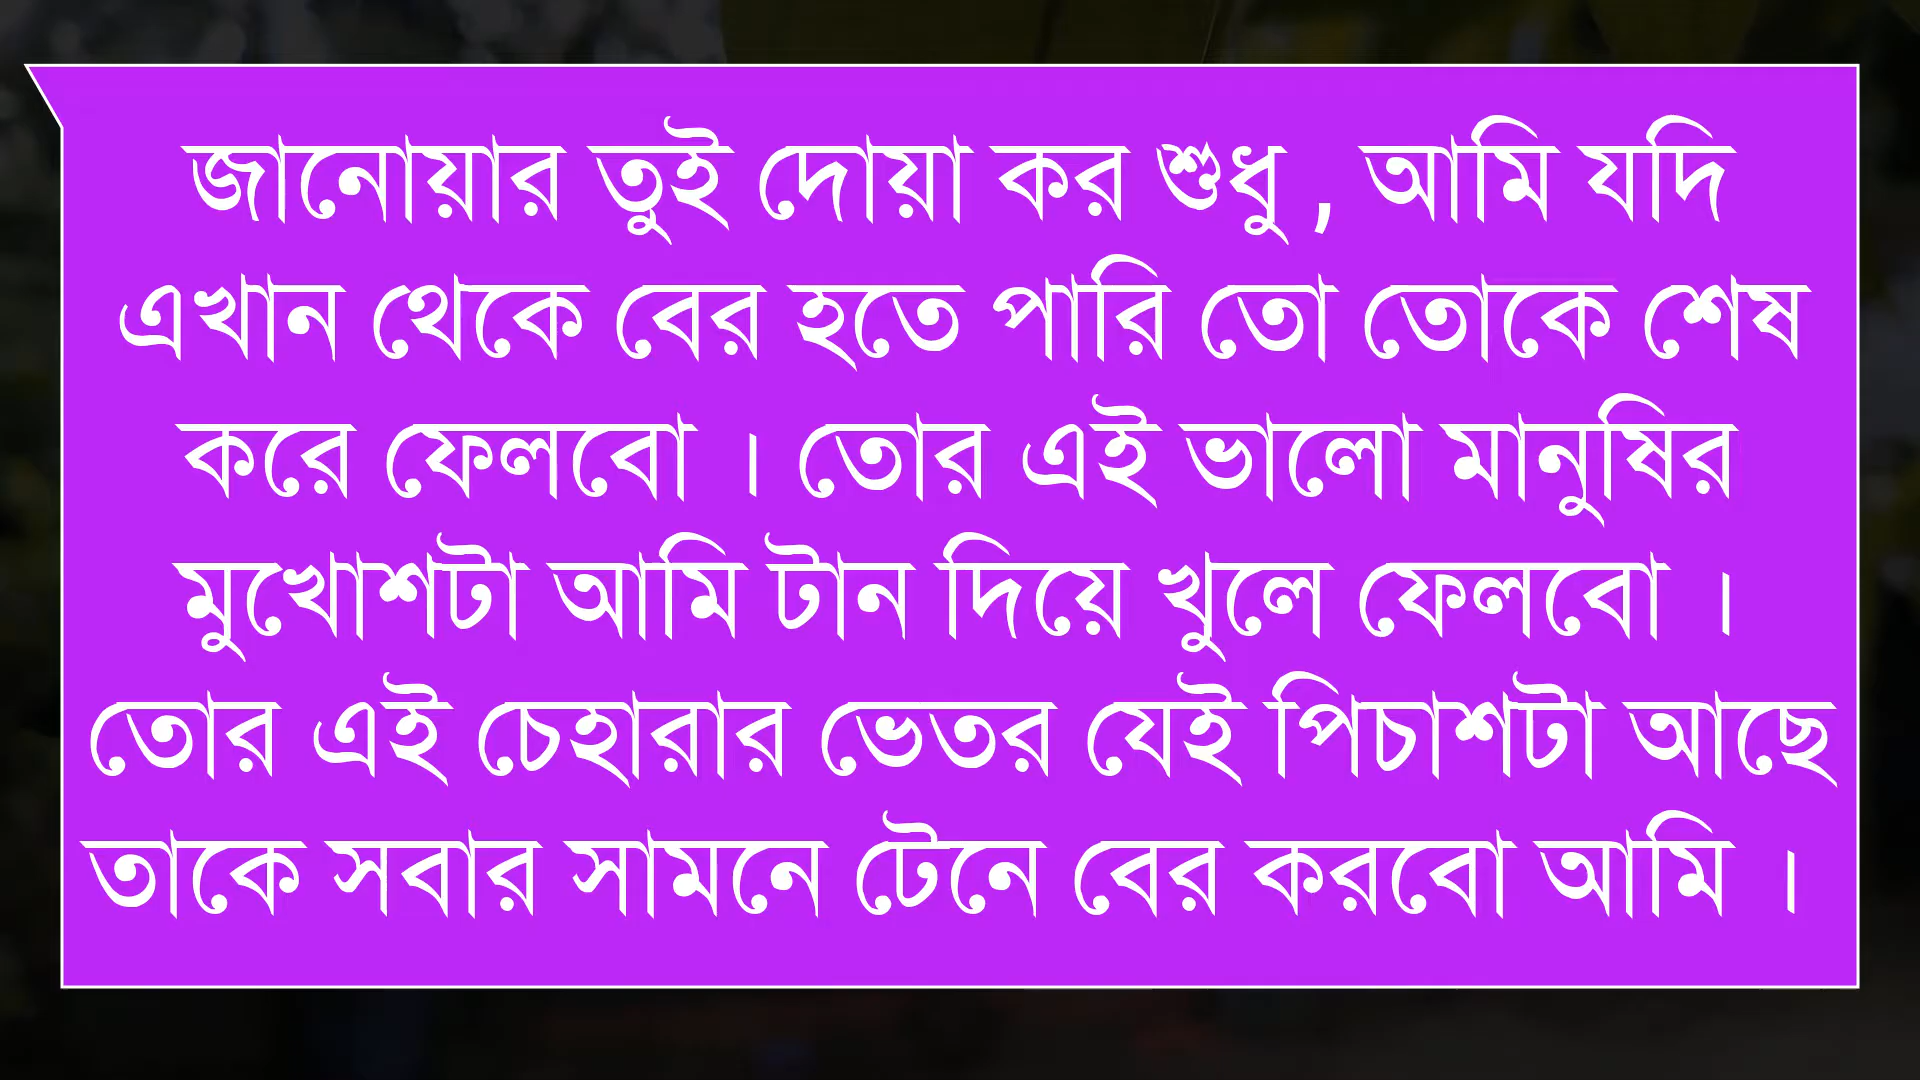 জানোয়ার তুই দোয়া কর শুধু , আমি যদি
এখান থেকে বের হতে পারি তো তোকে শেষ
করে ফেলবো । তোর এই ভালো মানুষির
মুখোশটা আমি টান দিয়ে খুলে ফেলবো ।
তোর এই চেহারার ভেতর যেই পিচাশটা আছে
তাকে সবার সামনে টেনে বের করবো আমি ।